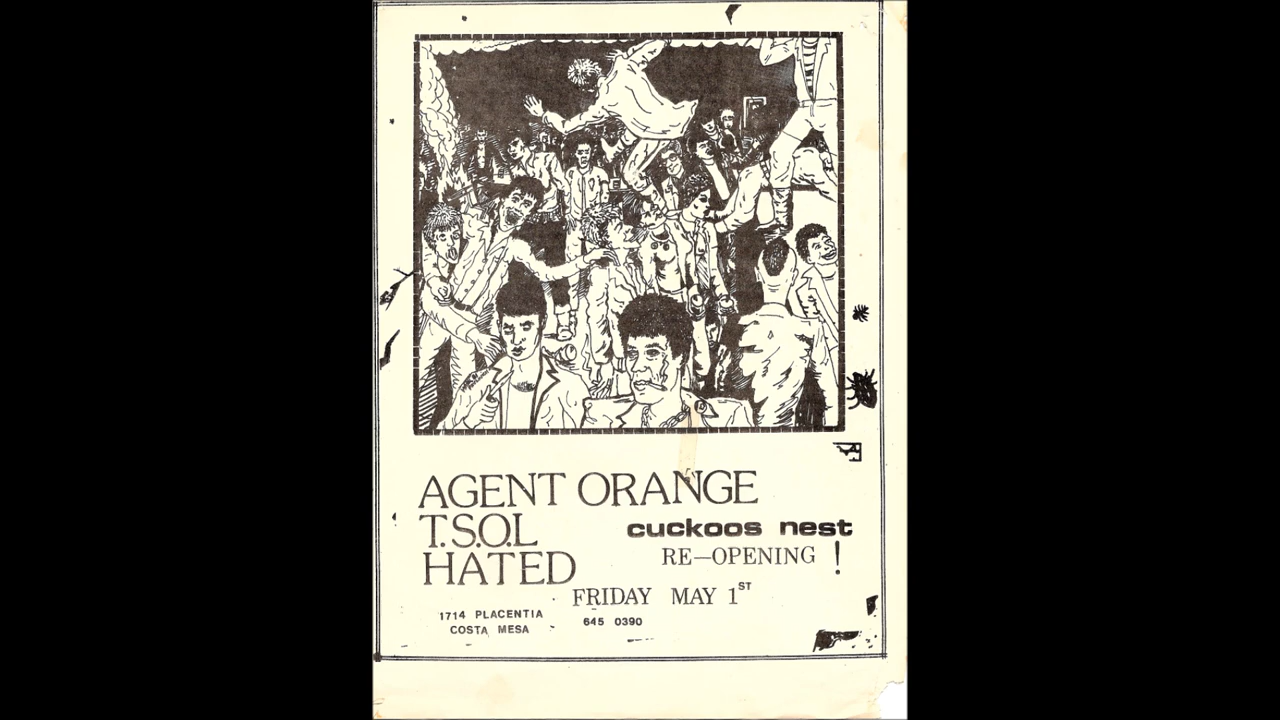 AGENT ORANGE
T.S.O.L
HATED
cuckoos nest
RE-OPENING !
FRIDAY MAY 1ST
1714 PLACENTIA
COSTA MESA
645 0390